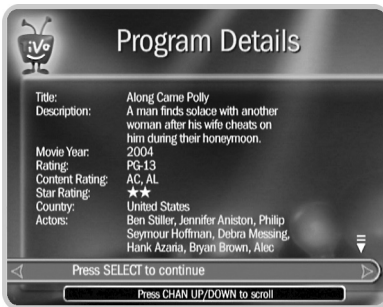 TiVo
Program Details
Title: Along Came Polly
Description: A man finds solace with another
woman after his wife cheats on
him during their honeymoon.
Movie Year: 2004
Rating: PG-13
Content Rating: AC, AL
Star Rating: ★★
Country: United States
Actors: Ben Stiller, Jennifer Aniston, Philip
Seymour Hoffman, Debra Messing,
Hank Azaria, Bryan Brown, Alec
Press SELECT to continue
Press CHAN UP/DOWN to scroll